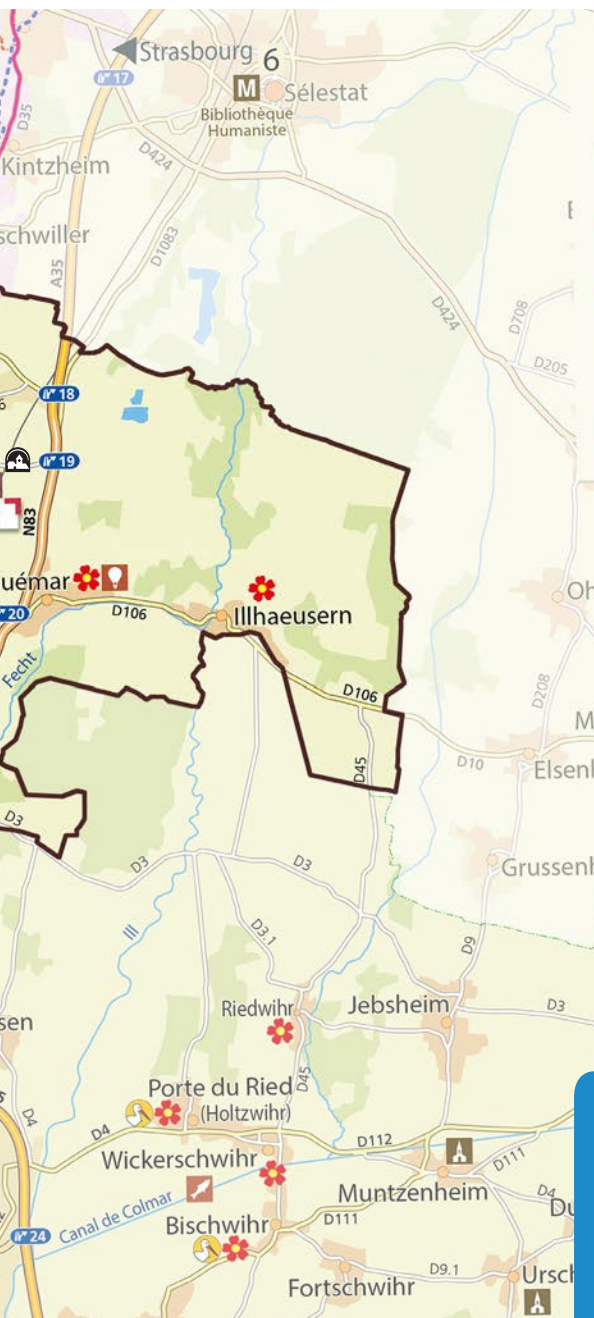 Strasbourg
6
17
M
Sélestat
Bibliothèque
Humaniste
D35
D424
Kintzheim
schwiller
D1083
A35
D424
D708
D205
18
19
N83
uémar
20
D106
Illhaeusern
Fecht
D106
D208
D45
D10
Elsenh
D3
D3
D3
Grussenh
Ill
D3.1
D9
Riedwihr
Jebsheim
D3
sen
D45
Porte du Ried
(Holtzwihr)
D4
D4
D112
Wickerschwihr
D111
Muntzenheim
D4
Du
Canal de Colmar
24
Bischwihr
D111
D9.1
Fortschwihr
Ursch